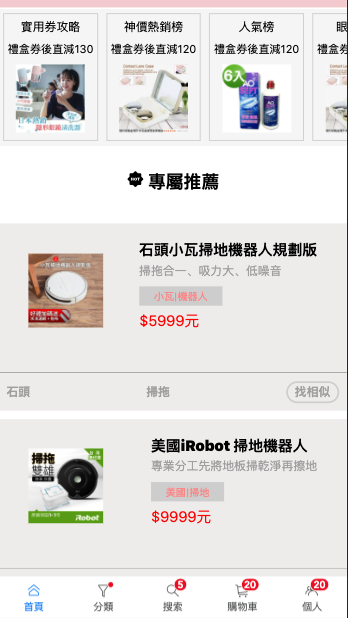 實用券攻略
神價熱銷榜
人氣榜
眼
禮盒券後直減130
禮盒券後直減120
禮盒券後直減120
禮盒
6入
AO
HOT
專屬推薦
石頭小瓦掃地機器人規劃版
掃拖合一、吸力大、低噪音
小瓦|機器人
$5999元
石頭
掃拖
找相似
美國iRobot 掃地機器人
專業分工先將地板掃乾淨再擦地
掃拖
雙雄
iRobot
美國|掃地
$9999元
5
20
20
首頁
分類
搜索
購物車
個人